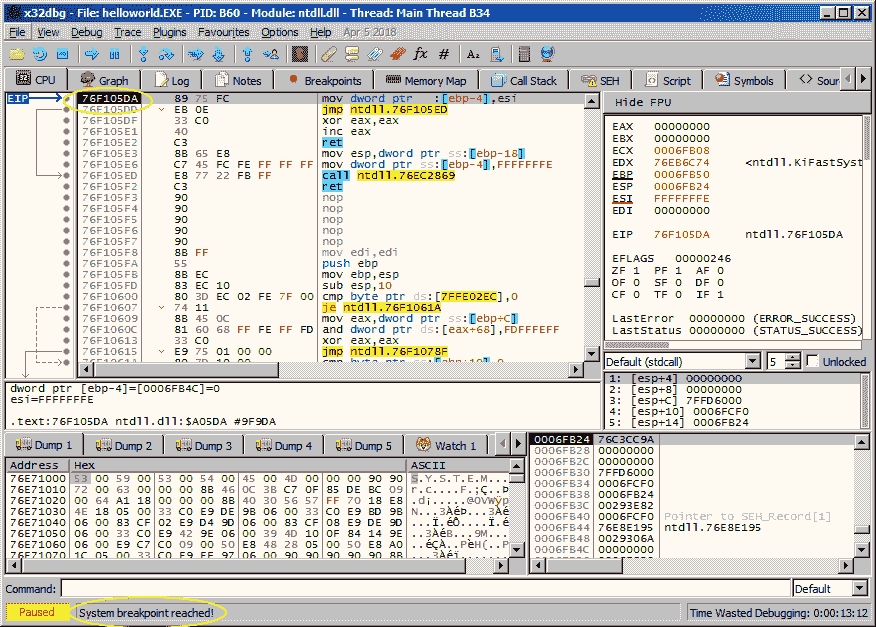 x32dbg - File: helloworld.EXE - PID: B60 - Module: ntdll.dll - Thread: Main Thread B34
File View Debug Trace Plugins Favourites Options Help Apr 5 2018
fx # A₂
CPU Graph Log Notes Breakpoints Memory Map Call Stack SEH Script Symbols Sour
EIP 76F105DA 89 75 FC mov dword ptr :[ebp-4],esi
76F105DD EB 0E jmp ntdll.76F105ED
76F105DF 33 C0 xor eax,eax
76F105E1 40 inc eax
76F105E2 C3 ret
76F105E3 8B 65 E8 mov esp,dword ptr ss:[ebp-18]
76F105E6 C7 45 FC FE FF FF FF mov dword ptr ss:[ebp-4],FFFFFFFE
76F105ED E8 77 22 FB FF call ntdll.76EC2869
76F105F2 C3 ret
76F105F3 90 nop
76F105F4 90 nop
76F105F5 90 nop
76F105F6 90 nop
76F105F7 90 nop
76F105F8 8B FF mov edi,edi
76F105FA 55 push ebp
76F105FB 8B EC mov ebp,esp
76F105FD 83 EC 10 sub esp,10
76F10600 80 3D EC 02 FE 7F 00 cmp byte ptr ds:[7FFE02EC],0
76F10607 74 11 je ntdll.76F1061A
76F10609 8B 45 0C mov eax,dword ptr ss:[ebp+C]
76F1060C 81 60 68 FF FE FF FD and dword ptr ds:[eax+68],FDFFFEFF
76F10613 33 C0 xor eax,eax
76F10615 E9 75 01 00 00 jmp ntdll.76F1078F
Hide FPU
EAX 00000000
EBX 00000000
ECX 0006FB08
EDX 76EB6C74 <ntdll.KiFastSyst
EBP 0006FB50
ESP 0006FB24
ESI FFFFFFFE
EDI 00000000
EIP 76F105DA ntdll.76F105DA
EFLAGS 00000246
ZF 1 PF 1 AF 0
OF 0 SF 0 DF 0
CF 0 TF 0 IF 1
LastError 00000000 (ERROR_SUCCESS)
LastStatus 00000000 (STATUS_SUCCESS)
Default (stdcall) 5 Unlocked
1: [esp+4] 00000000
2: [esp+8] 00000000
3: [esp+C] 7FFD6000
4: [esp+10] 0006FCF0
5: [esp+14] 0006FB24
dword ptr [ebp-4]=[0006FB4C]=0
esi=FFFFFFFE
.text:76F105DA ntdll.dll:$A05DA #9F9DA
Dump 1 Dump 2 Dump 3 Dump 4 Dump 5 Watch 1
Address Hex ASCII
76E71000 53 00 59 00 53 00 54 00 45 00 4D 00 00 00 90 90 S.Y.S.T.E.M...
76E71010 72 00 63 00 00 00 8B 46 0C 3B C7 0F 85 DE BC 09
76E71020 00 64 A1 18 00 00 00 8B 40 30 56 57 FF 70 18 E8
76E71030 4E 18 05 00 33 C0 E9 DE 9B 06 00 33 C0 E9 BD 9B
76E71040 06 00 83 CF 02 E9 D4 9D 06 00 83 CF 08 E9 DE 9D
76E71050 06 00 33 C0 E9 42 9E 06 00 39 4D 10 0F 84 14 9E
76E71060 06 00 E9 C7 C0 09 00 50 E8 48 28 05 00 50 E8 A0
76E71070 1C 05 00 33 C0 E9 EE 97 06 00 90 90 90 90 90 8B
0006FB24 76C3CC9A
0006FB28 00000000
0006FB2C 00000000
0006FB30 7FFD6000
0006FB34 0006FCF0
0006FB38 0006FB24
0006FB3C 00293E82
0006FB40 0006FCF0 Pointer to SEH_Record[1]
0006FB44 76E8E195 ntdll.76E8E195
0006FB48 0029306A
0006FB4C 00000000
Command: Default
Paused System breakpoint reached! Time Wasted Debugging: 0:00:13:12